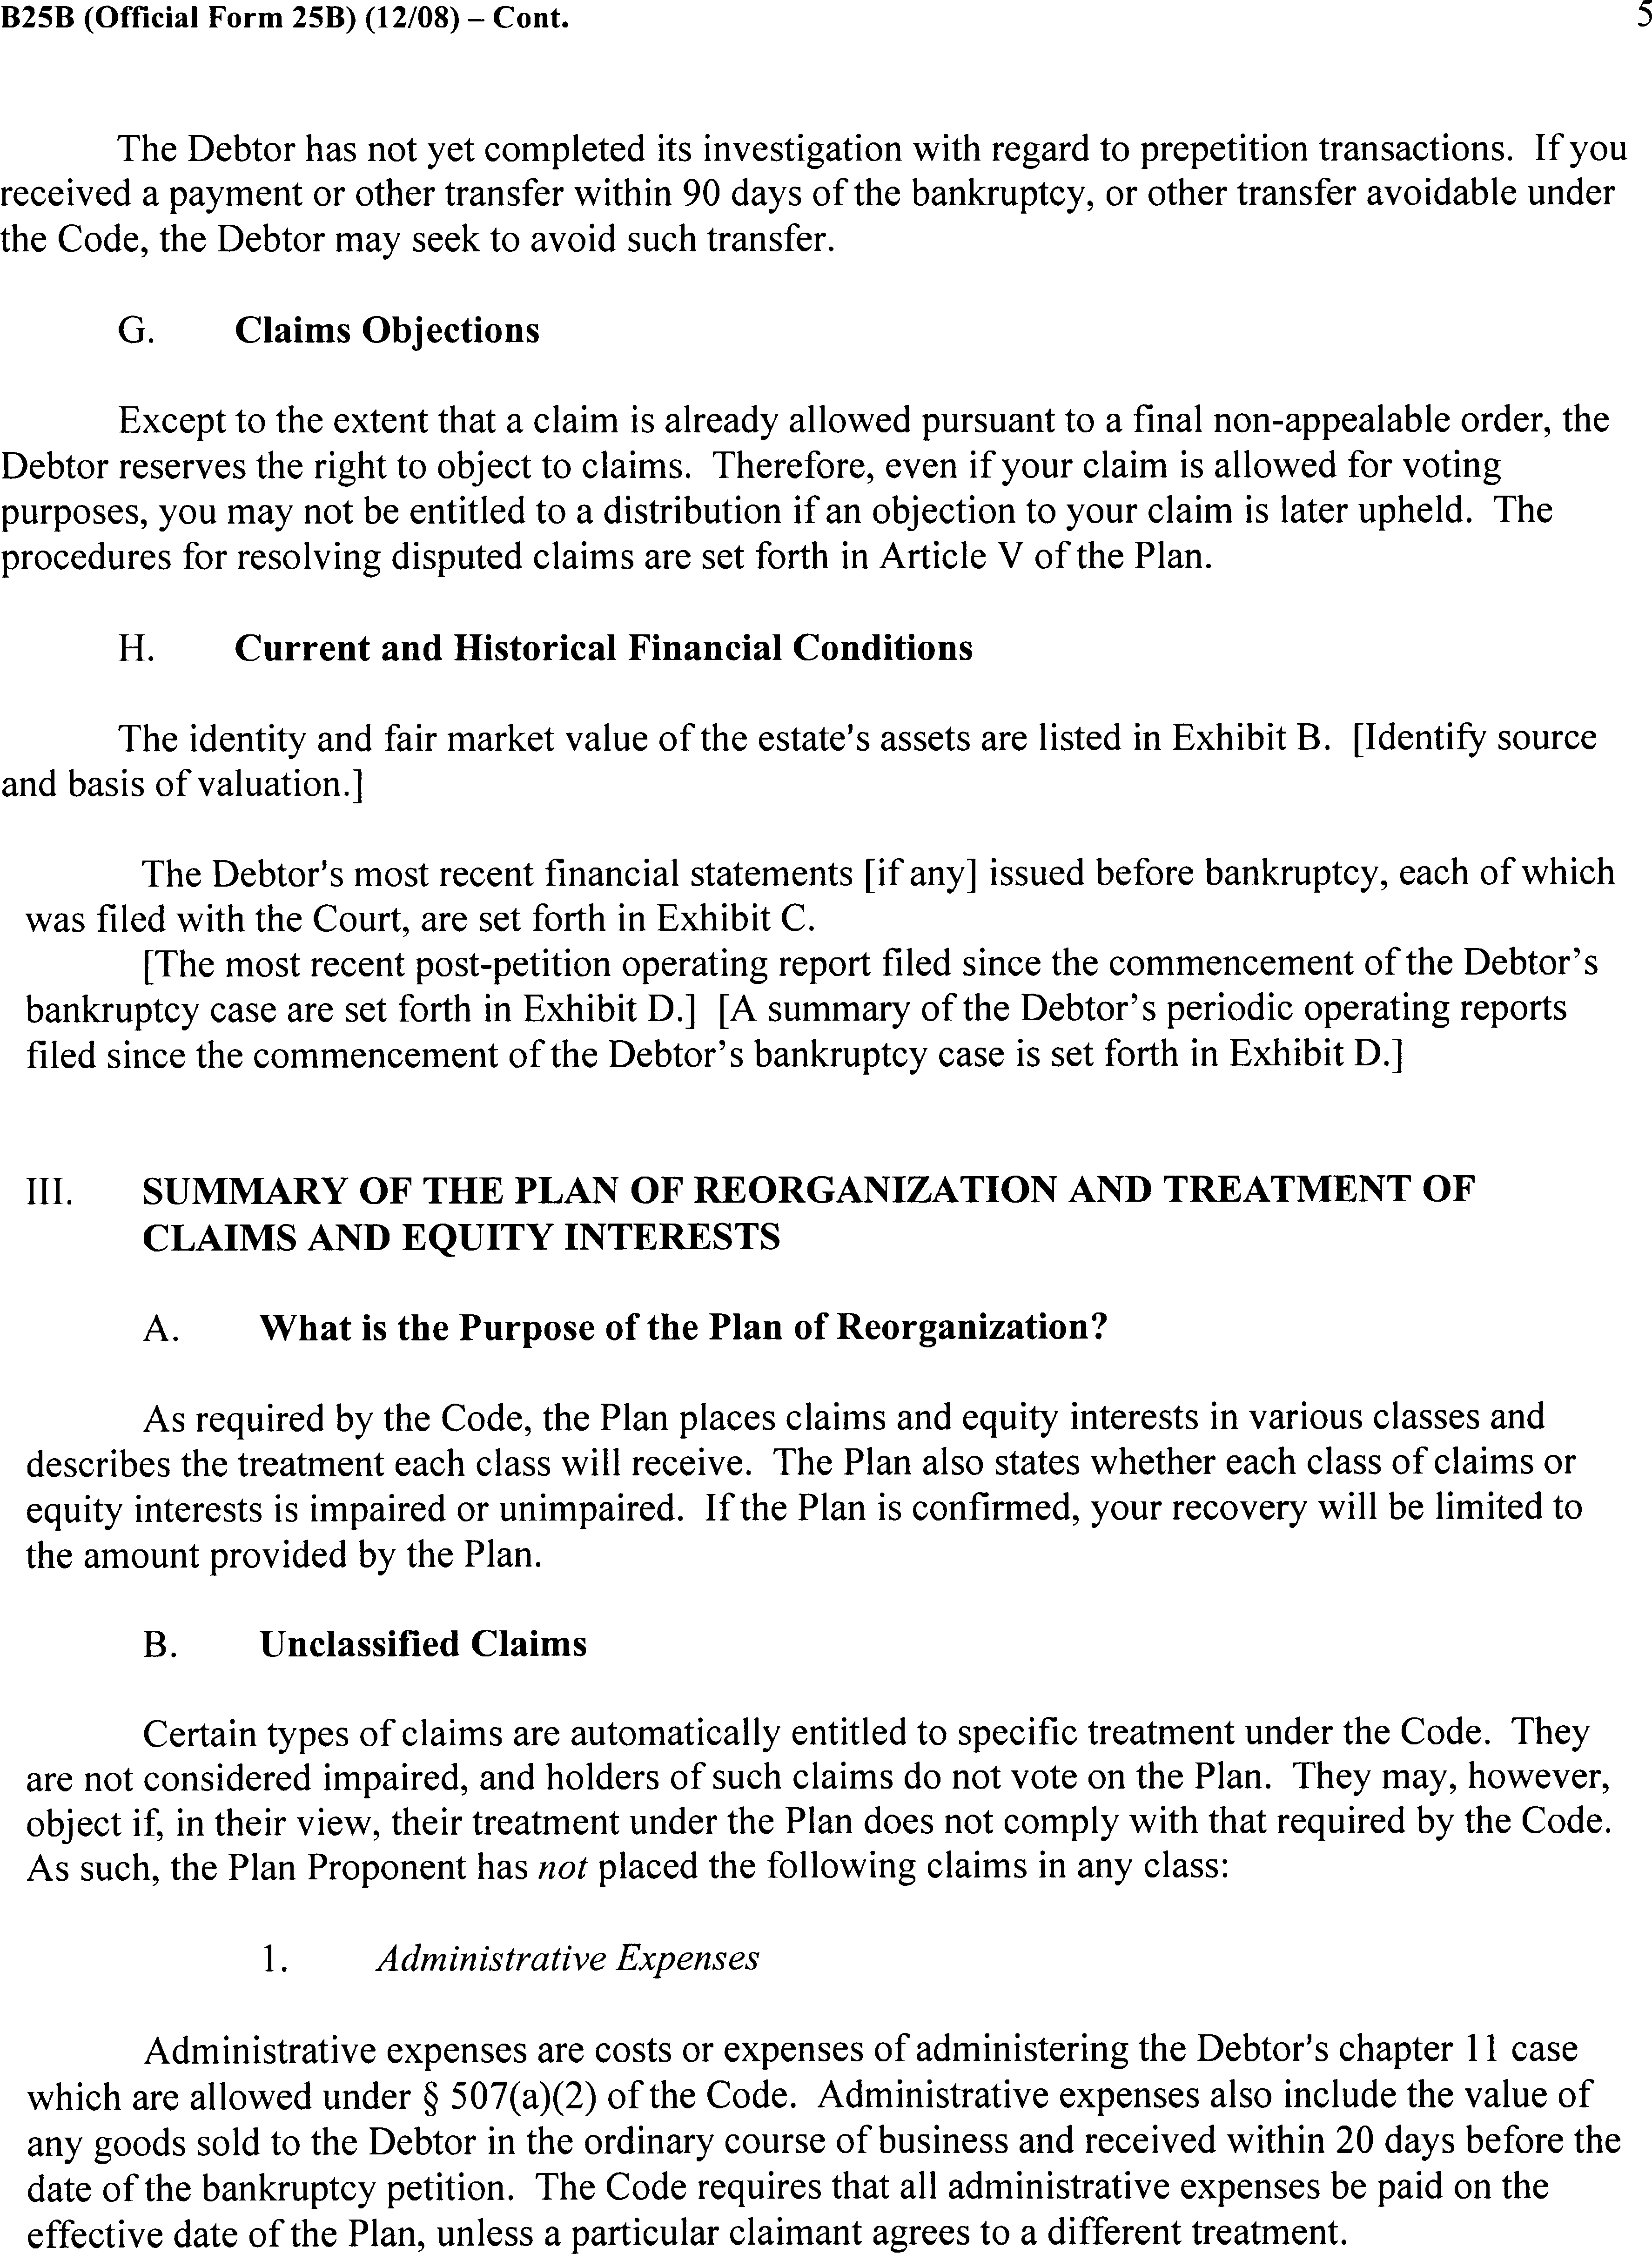 B25B (Official Form 25B) (12/08) – Cont. 5
The Debtor has not yet completed its investigation with regard to prepetition transactions. If you
received a payment or other transfer within 90 days of the bankruptcy, or other transfer avoidable under
the Code, the Debtor may seek to avoid such transfer.
G. Claims Objections
Except to the extent that a claim is already allowed pursuant to a final non-appealable order, the
Debtor reserves the right to object to claims. Therefore, even if your claim is allowed for voting
purposes, you may not be entitled to a distribution if an objection to your claim is later upheld. The
procedures for resolving disputed claims are set forth in Article V of the Plan.
H. Current and Historical Financial Conditions
The identity and fair market value of the estate's assets are listed in Exhibit B. [Identify source
and basis of valuation.]
The Debtor's most recent financial statements [if any] issued before bankruptcy, each of which
was filed with the Court, are set forth in Exhibit C.
[The most recent post-petition operating report filed since the commencement of the Debtor’s
bankruptcy case are set forth in Exhibit D.] [A summary of the Debtor’s periodic operating reports
filed since the commencement of the Debtor’s bankruptcy case is set forth in Exhibit D.]
III. SUMMARY OF THE PLAN OF REORGANIZATION AND TREATMENT OF
CLAIMS AND EQUITY INTERESTS
A. What is the Purpose of the Plan of Reorganization?
As required by the Code, the Plan places claims and equity interests in various classes and
describes the treatment each class will receive. The Plan also states whether each class of claims or
equity interests is impaired or unimpaired. If the Plan is confirmed, your recovery will be limited to
the amount provided by the Plan.
B. Unclassified Claims
Certain types of claims are automatically entitled to specific treatment under the Code. They
are not considered impaired, and holders of such claims do not vote on the Plan. They may, however,
object if, in their view, their treatment under the Plan does not comply with that required by the Code.
As such, the Plan Proponent has not placed the following claims in any class:
1. Administrative Expenses
Administrative expenses are costs or expenses of administering the Debtor's chapter 11 case
which are allowed under § 507(a)(2) of the Code. Administrative expenses also include the value of
any goods sold to the Debtor in the ordinary course of business and received within 20 days before the
date of the bankruptcy petition. The Code requires that all administrative expenses be paid on the
effective date of the Plan, unless a particular claimant agrees to a different treatment.